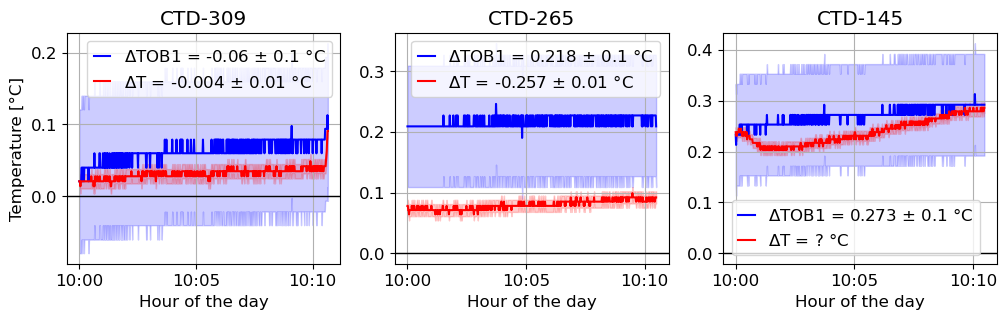 CTD-309
CTD-265
CTD-145
Temperature [°C]
0.2
0.1
0.0
ΔTOB1 = -0.06 ± 0.1 °C
ΔT = -0.004 ± 0.01 °C
10:00
10:05
10:10
Hour of the day
0.3
0.2
0.1
0.0
ΔTOB1 = 0.218 ± 0.1 °C
ΔT = -0.257 ± 0.01 °C
10:00
10:05
10:10
Hour of the day
0.4
0.3
0.2
0.1
0.0
ΔTOB1 = 0.273 ± 0.1 °C
ΔT = ? °C
10:00
10:05
10:10
Hour of the day